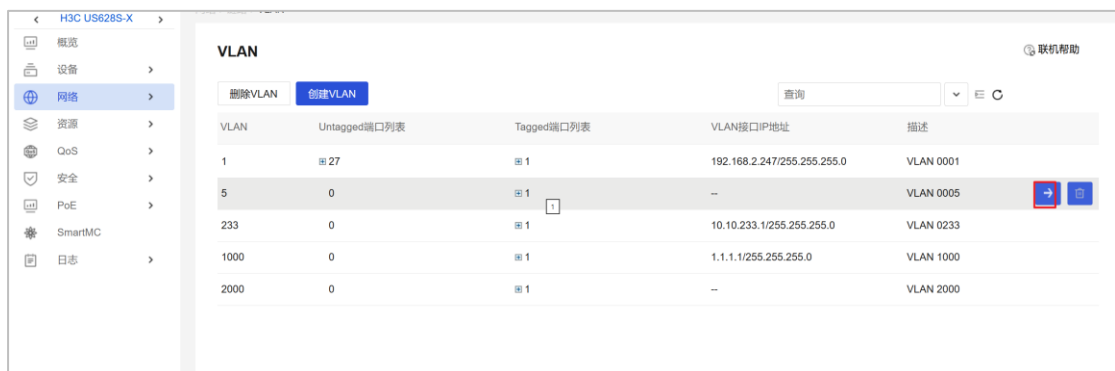 H3C US628S-X
概览
设备
网络
资源
QoS
安全
PoE
SmartMC
日志
VLAN
联机帮助
删除VLAN 创建VLAN 查询
VLAN Untagged端口列表 Tagged端口列表 VLAN接口IP地址 描述
1 27 1 192.168.2.247/255.255.255.0 VLAN 0001
5 0 1 -- VLAN 0005
1
233 0 1 10.10.233.1/255.255.255.0 VLAN 0233
1000 0 1 1.1.1.1/255.255.255.0 VLAN 1000
2000 0 1 -- VLAN 2000